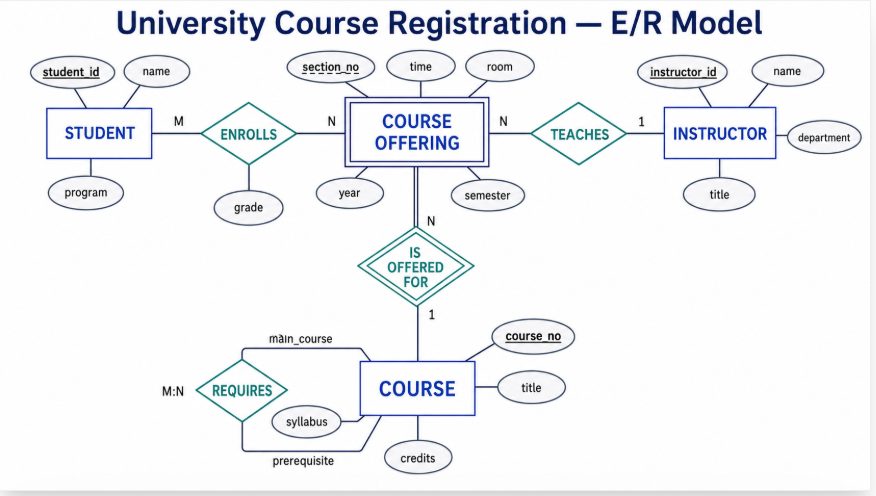 University Course Registration — E/R Model
student_id
name
section_no
time
room
instructor_id
name
STUDENT
M
ENROLLS
N
COURSE
OFFERING
N
TEACHES
1
INSTRUCTOR
department
program
grade
year
semester
title
N
IS
OFFERED
FOR
1
main_course
course_no
M:N
REQUIRES
COURSE
title
syllabus
prerequisite
credits